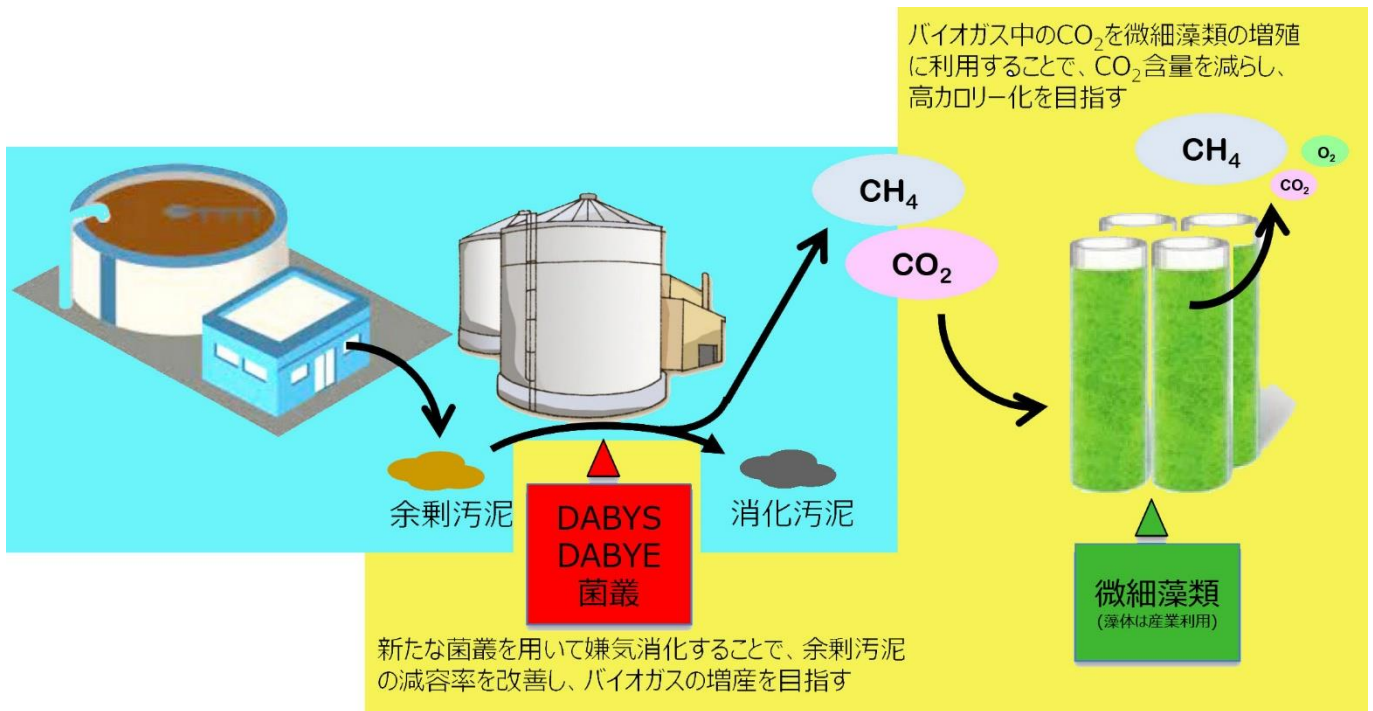 バイオガス中のCO₂を微細藻類の増殖
に利用することで、CO₂含量を減らし、
高カロリー化を目指す
CH₄
CO₂
CH₄
O₂
CO₂
余剰汚泥
DABYS
DABYE
菌叢
消化汚泥
微細藻類
(藻体は産業利用)
新たな菌叢を用いて嫌気消化することで、余剰汚泥
の減容率を改善し、バイオガスの増産を目指す